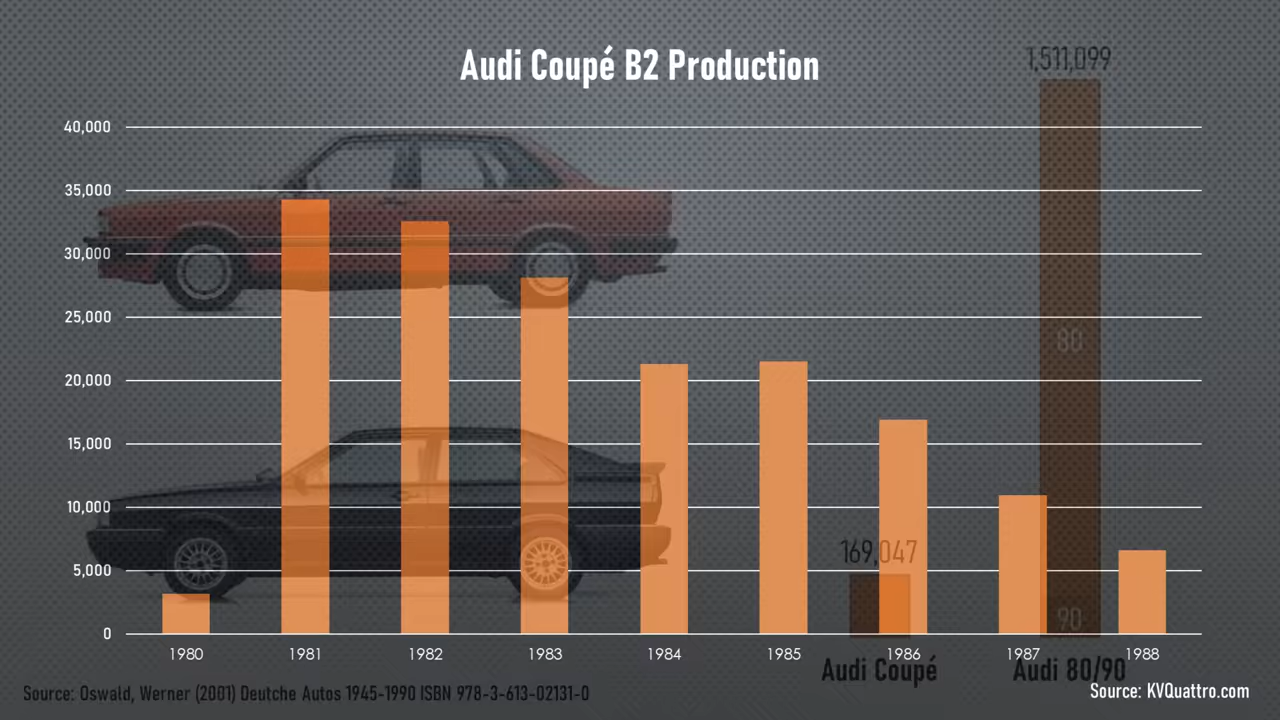 Audi Coupé B2 Production
1,511,099
40,000
35,000
30,000
25,000
80
20,000
15,000
10,000
169,047
5,000
90
0
1980 1981 1982 1983 1984 1985 1986 1987 1988
Audi Coupé Audi 80/90
Source: Oswald, Werner (2001) Deutche Autos 1945-1990 ISBN 978-3-613-02131-0
Source: KVQuattro.com